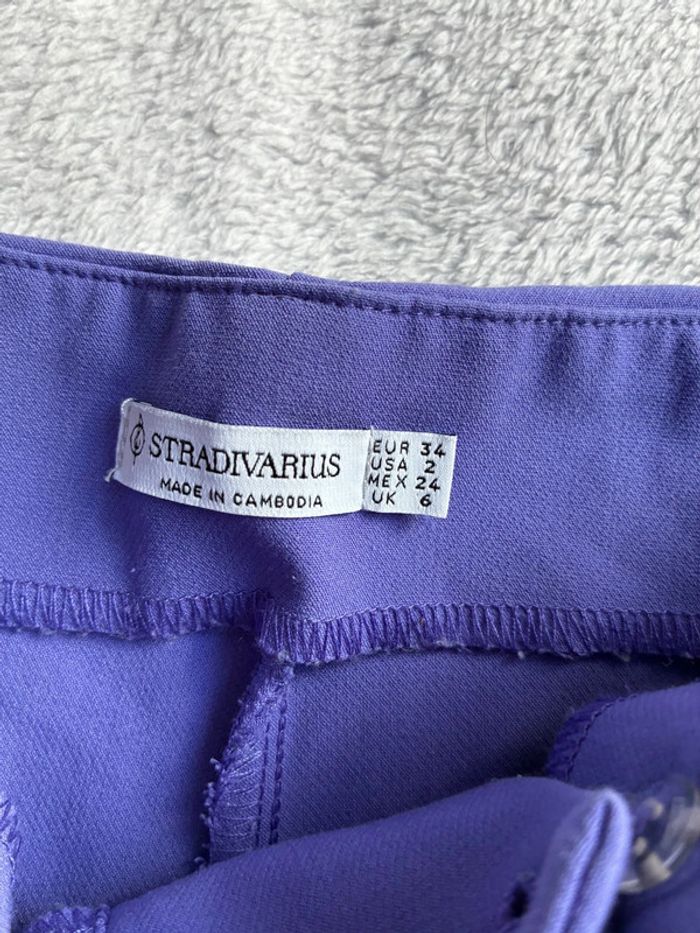 STRADIVARIUS
MADE IN CAMBODIA
EUR 34
USA 2
MEX 24
UK 6